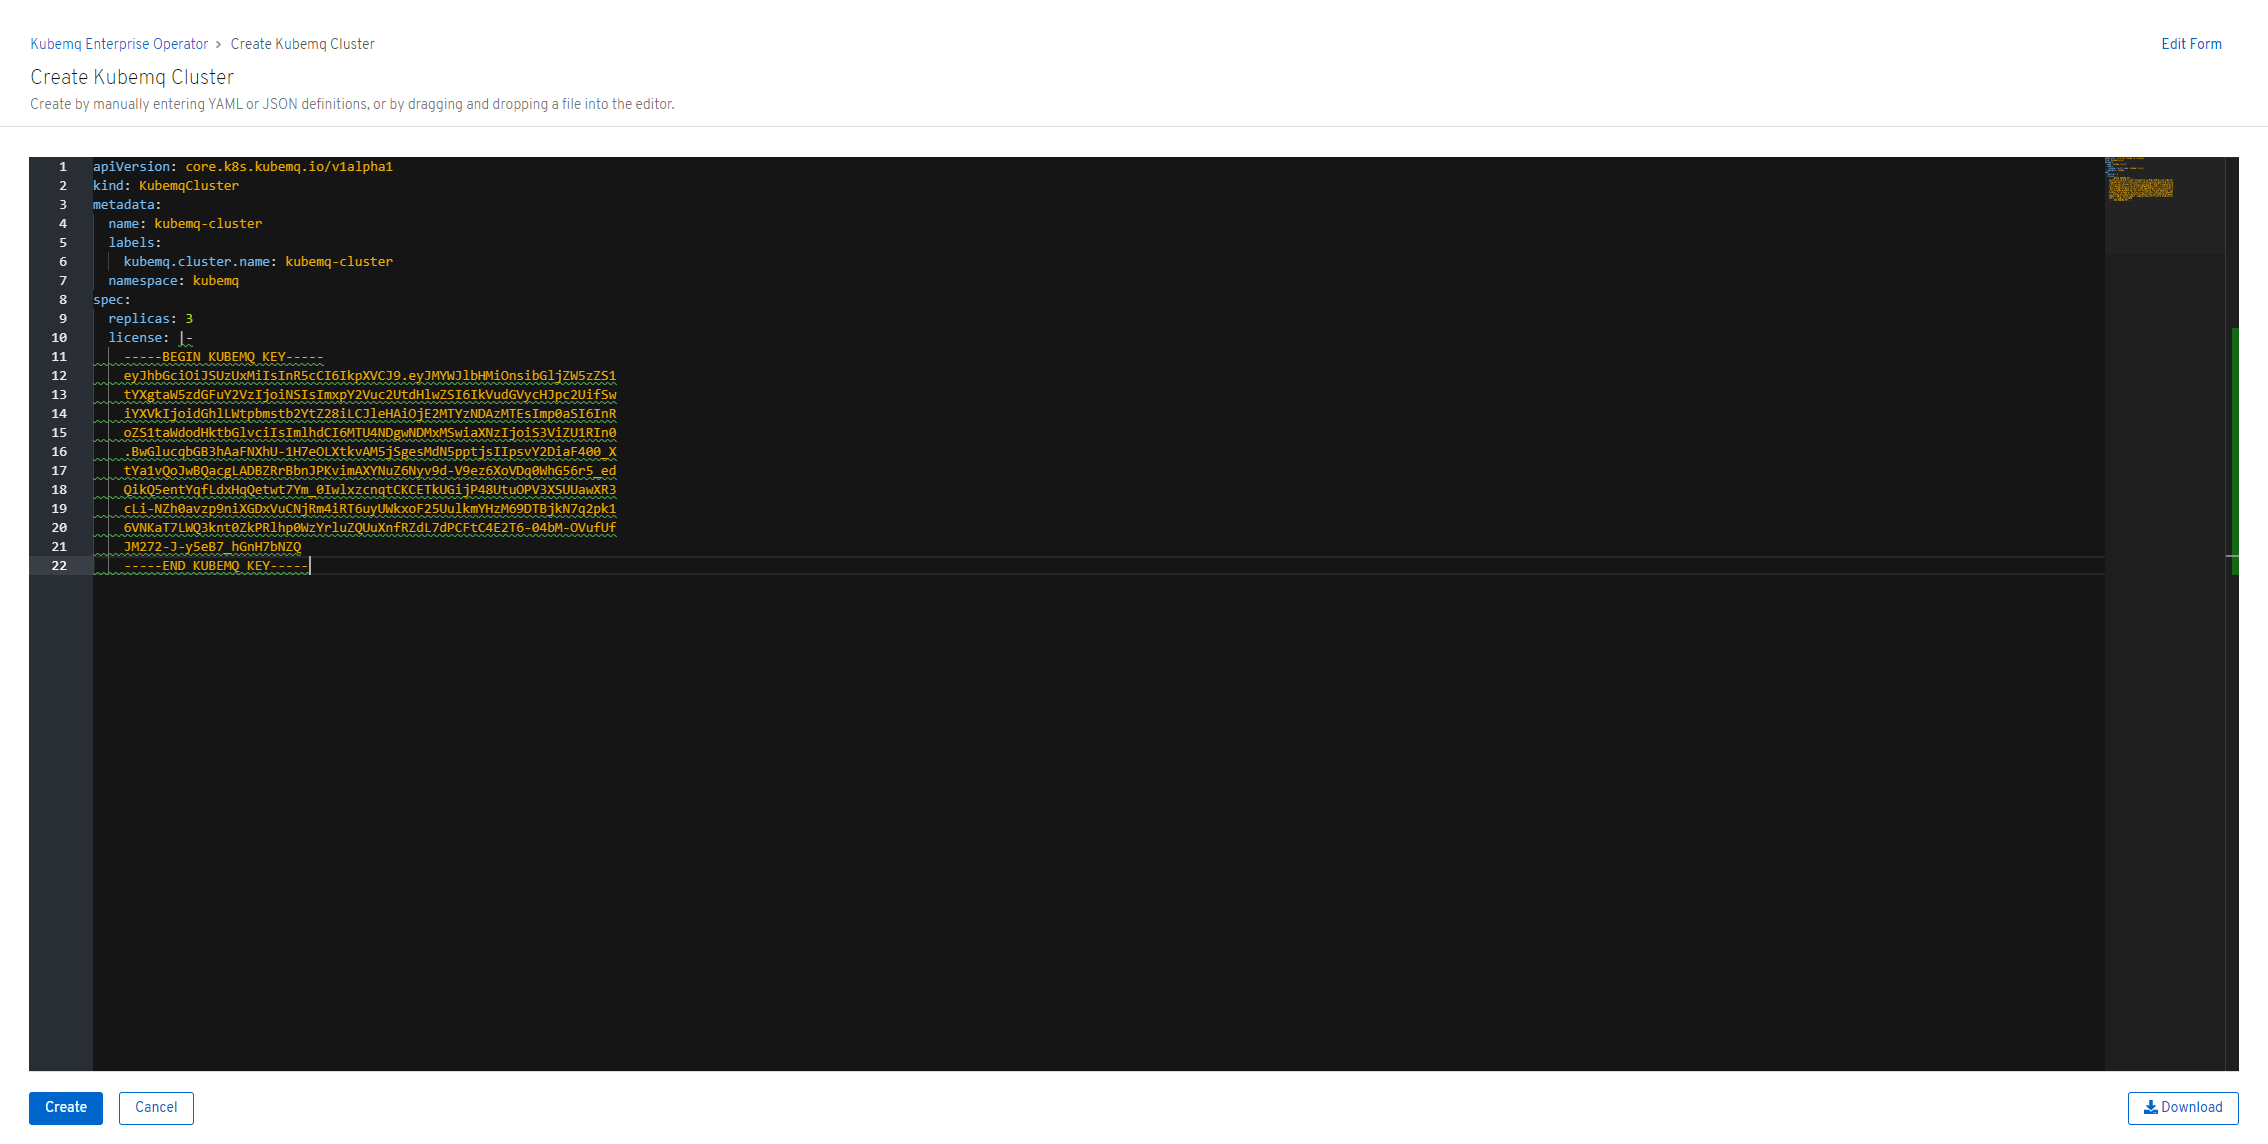 Kubemq Enterprise Operator > Create Kubemq Cluster
Edit Form
Create Kubemq Cluster
Create by manually entering YAML or JSON definitions, or by dragging and dropping a file into the editor.
1 apiVersion: core.k8s.kubemq.io/v1alpha1
2 kind: KubemqCluster
3 metadata:
4 name: kubemq-cluster
5 labels:
6 kubemq.cluster.name: kubemq-cluster
7 namespace: kubemq
8 spec:
9 replicas: 3
10 license: |-
11 -----BEGIN KUBEMQ KEY-----
12 eyJhbGciOiJSUzUxMiIsInR5cCI6IkpXVCJ9.eyJMYWJlbHMiOnsibGljZW5zZS1
13 tYXgtaW5zdGFuY2VzIjoiNSIsImxpY2Vuc2UtdHlwZSI6IkVudGVycHJpc2UifSw
14 iYXVkIjoidGhlLWtpbmstb2YtZ28iLCJleHAiOjE2MTYzNDAzMTEsImp0aSI6InR
15 oZS1taWdodHktbGlvciIsImlhdCI6MTU4NDgwNDMxMSwiaXNzIjoiS3ViZU1RIn0
16 .BwGlucqbGB3hAaFNXhU-1H7eOLXtkvAM5jSgesMdN5pptjsIIpsvY2DiaF400_X
17 tYa1vQoJwBQacgLADBZRrBbnJPKvimAXYNuZ6Nyv9d-V9ez6XoVDq0WhG56r5_ed
18 QikQ5entYqfLdxHqQetwt7Ym_0IwlxzcnqtCKCETkUGijP48UtuOPV3XSUUawXR3
19 cLi-NZh0avzp9niXGDxVuCNjRm4iRT6uyUWkxoF25UulkmYHzM69DTBjkN7q2pk1
20 6VNKaT7LWQ3knt0ZkPRlhp0WzYrluZQUuXnfRZdL7dPCFtC4E2T6-04bM-OVufUf
21 JM272-J-y5eB7_hGnH7bNZQ
22 -----END KUBEMQ KEY-----
Create
Cancel
Download